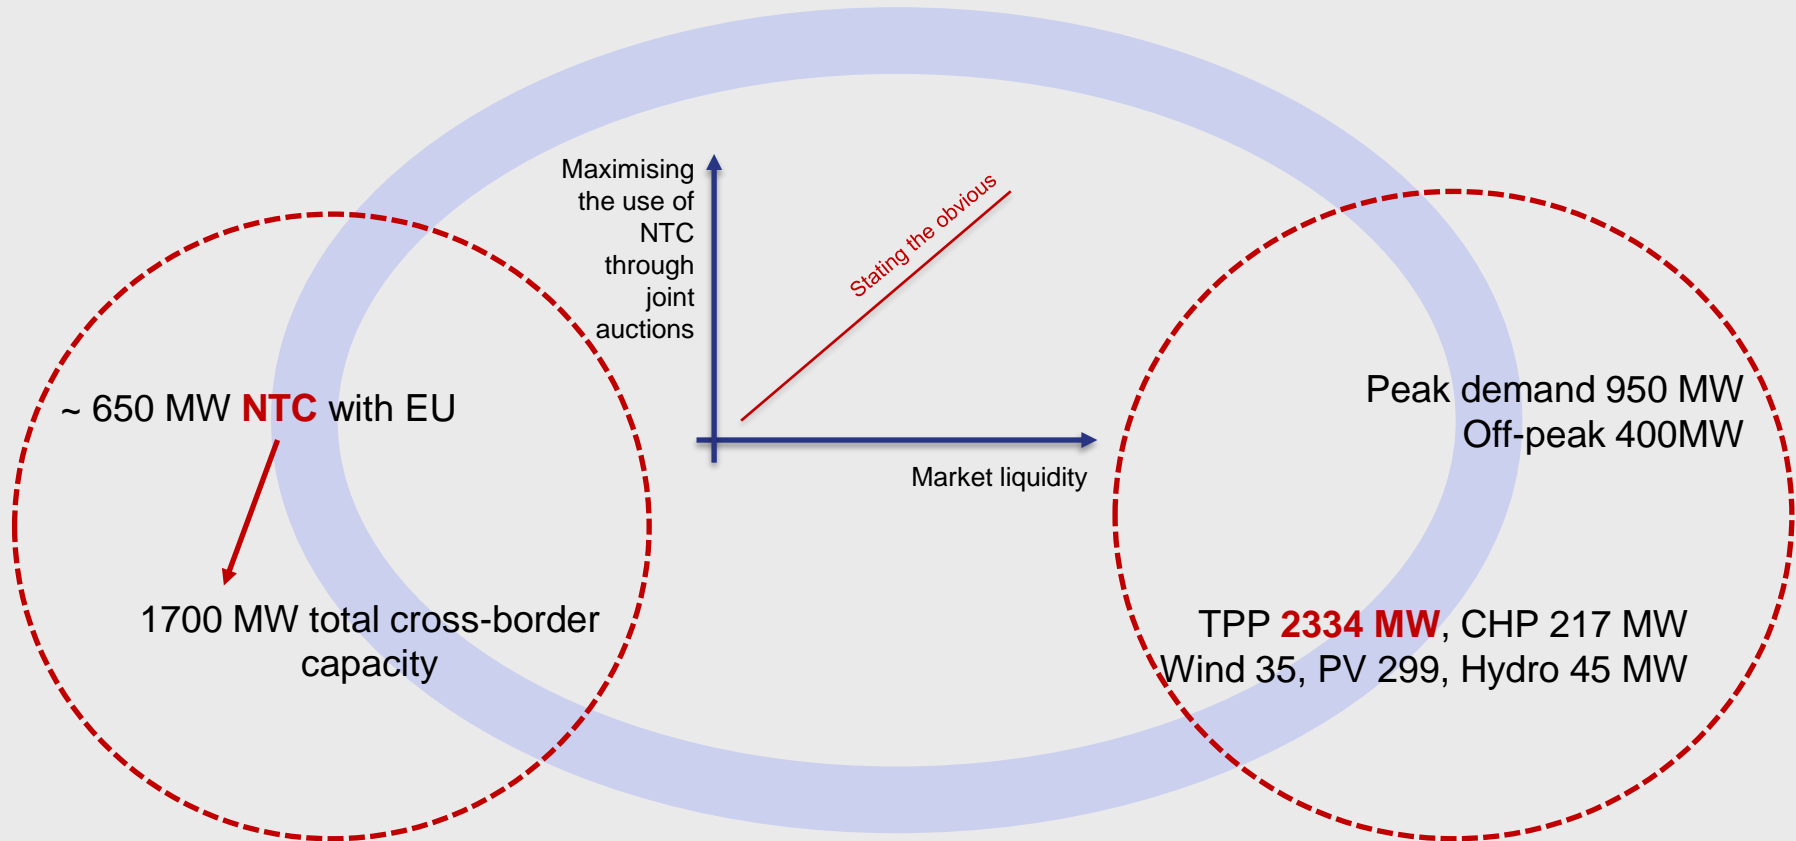 Maximising
the use of
NTC
through
joint
auctions
Stating the obvious
Market liquidity
~ 650 MW NTC with EU
1700 MW total cross-border
capacity
Peak demand 950 MW
Off-peak 400MW
TPP 2334 MW, CHP 217 MW
Wind 35, PV 299, Hydro 45 MW